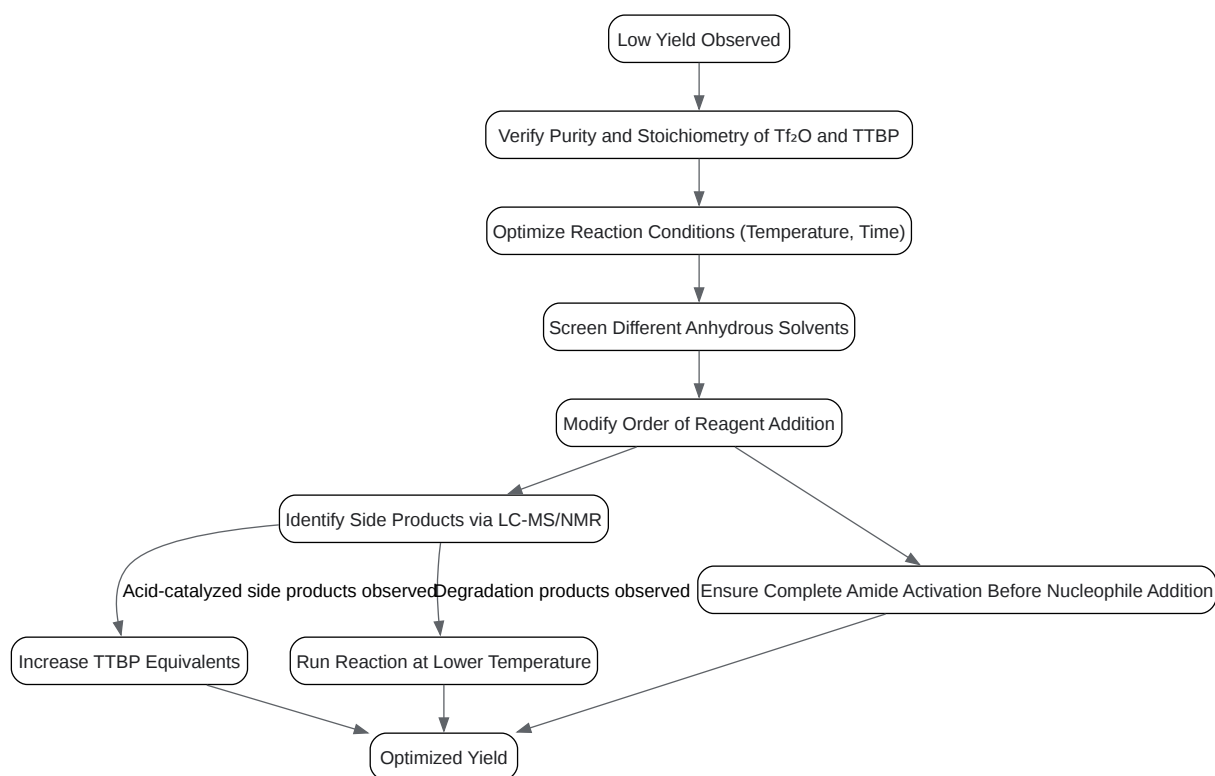 Low Yield Observed
Verify Purity and Stoichiometry of Tf₂O and TTBP
Optimize Reaction Conditions (Temperature, Time)
Screen Different Anhydrous Solvents
Modify Order of Reagent Addition
Identify Side Products via LC-MS/NMR
Acid-catalyzed side products observed
Degradation products observed
Ensure Complete Amide Activation Before Nucleophile Addition
Increase TTBP Equivalents
Run Reaction at Lower Temperature
Optimized Yield